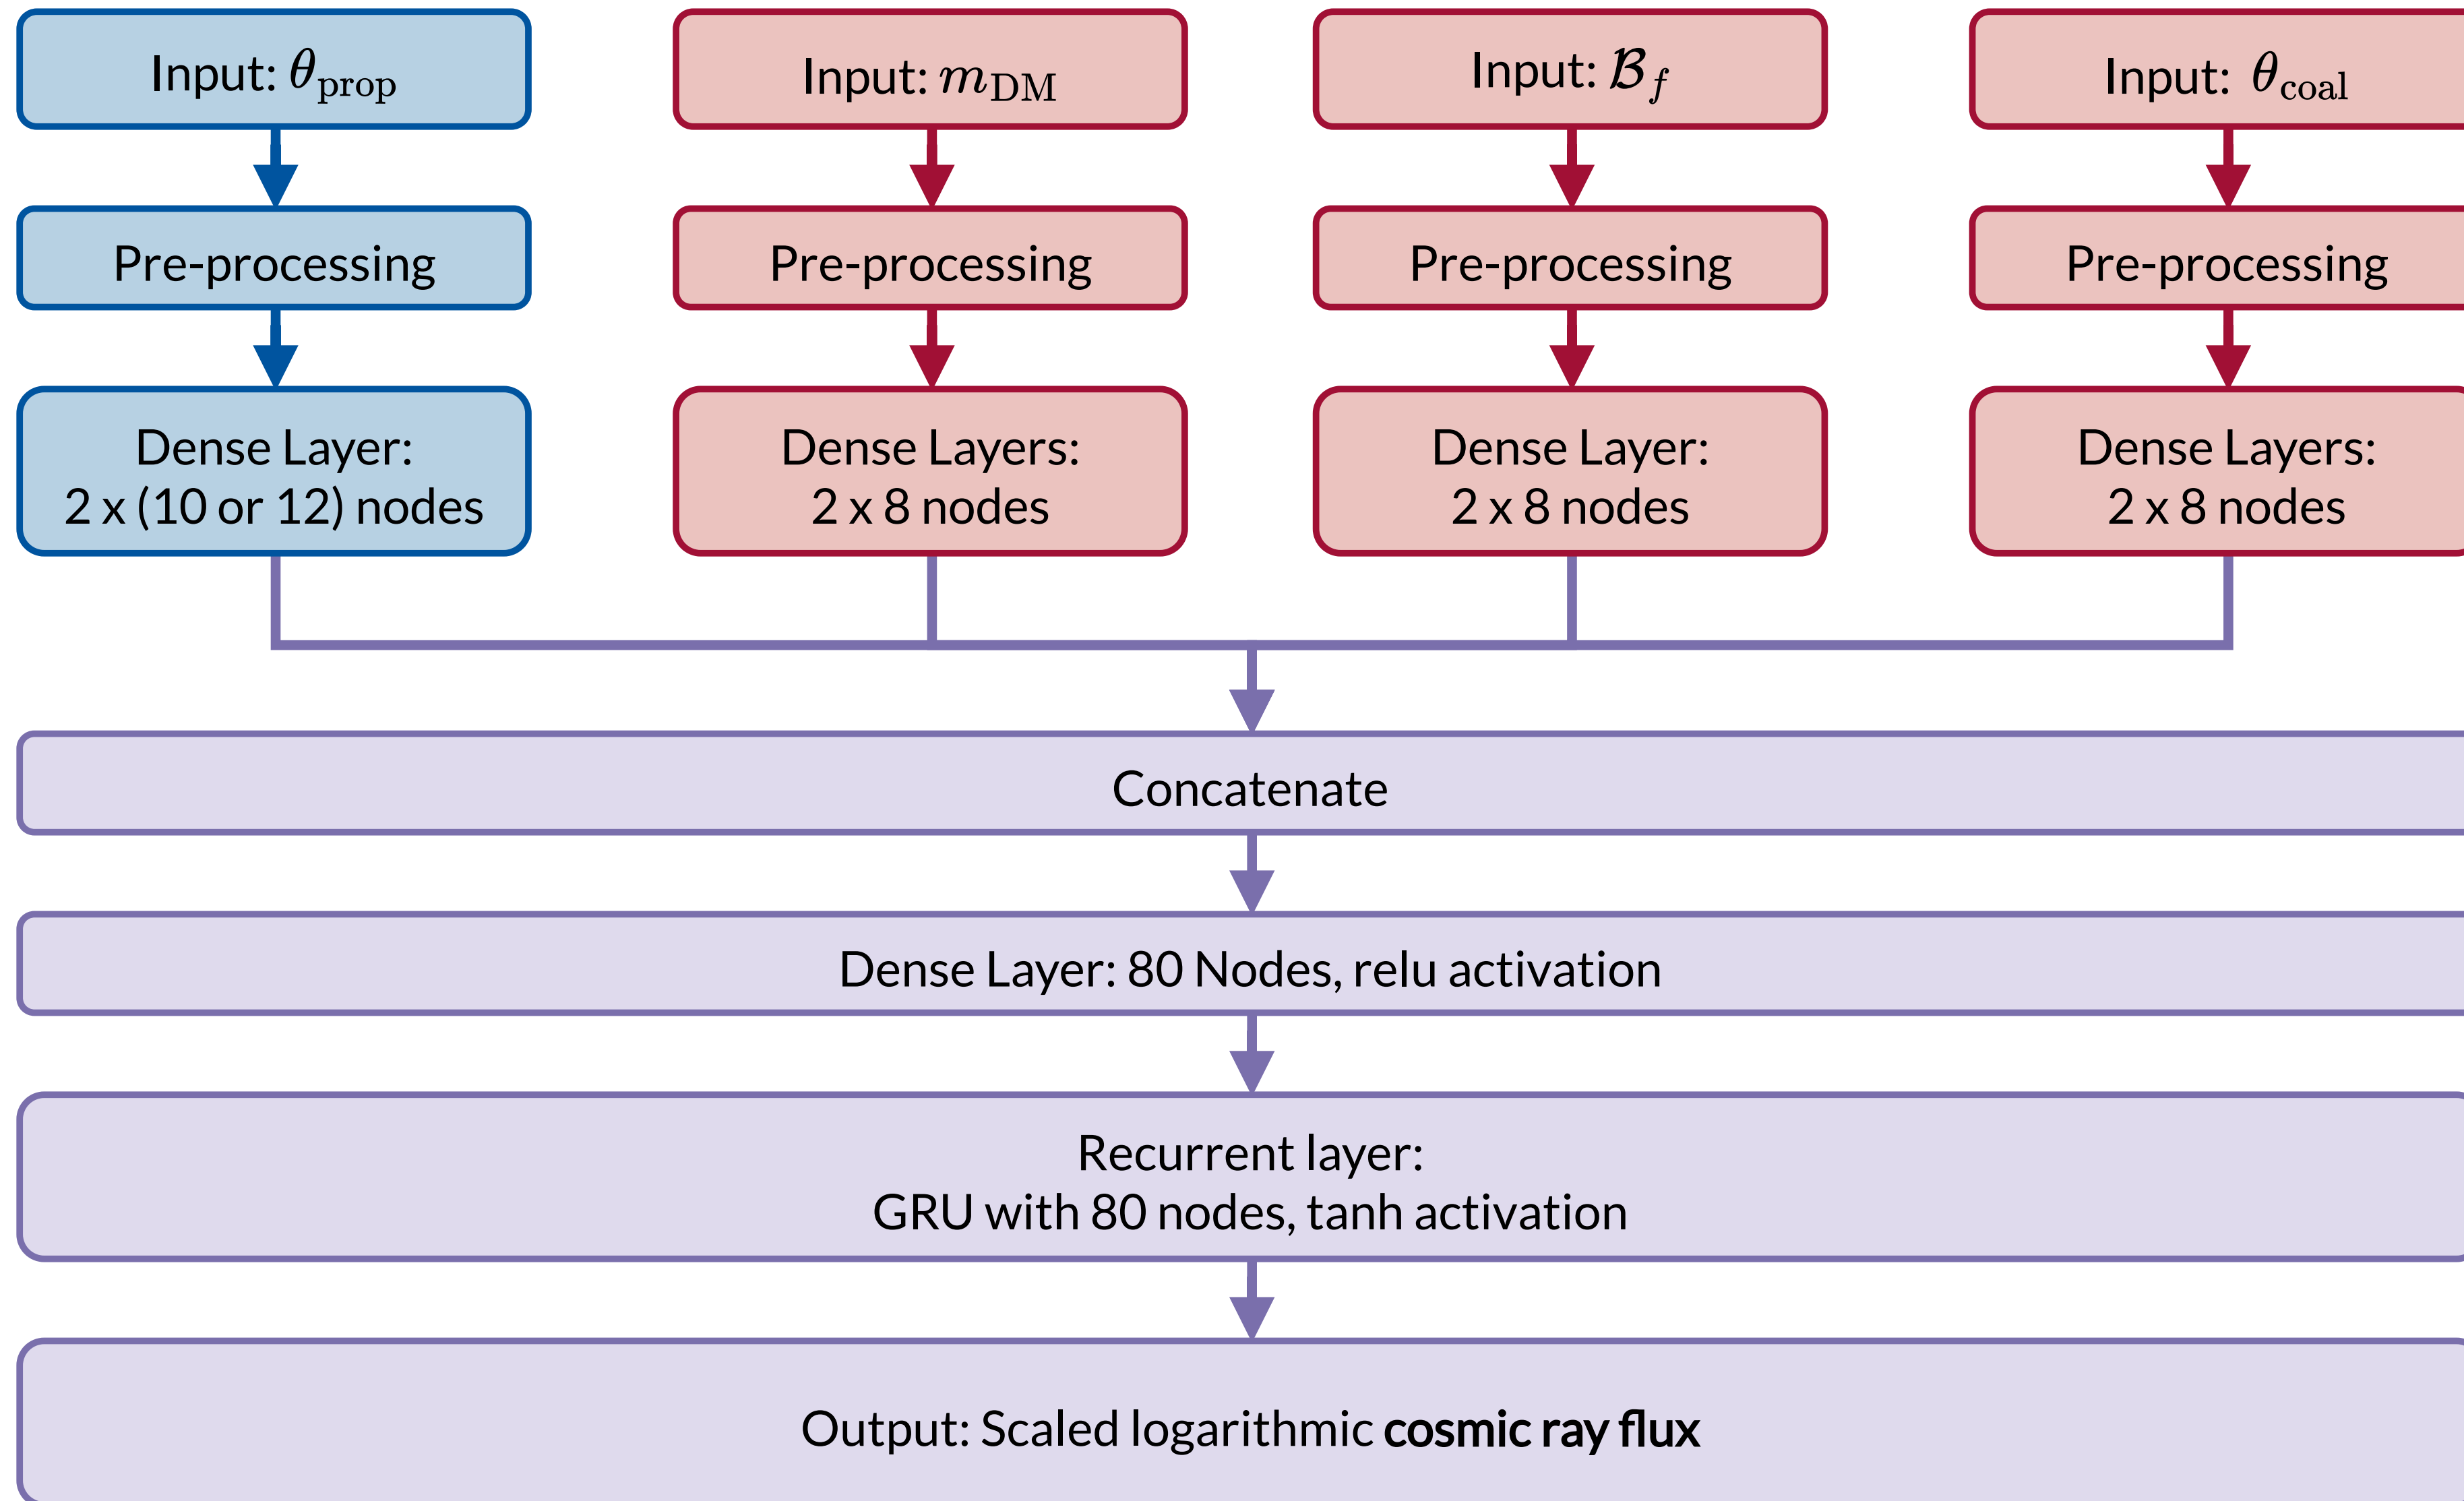 Input: θprop
Input: mDM
Input: ℬf
Input: θcoal
Pre-processing
Pre-processing
Pre-processing
Pre-processing
Dense Layer:
2 x (10 or 12) nodes
Dense Layers:
2 x 8 nodes
Dense Layer:
2 x 8 nodes
Dense Layers:
2 x 8 nodes
Concatenate
Dense Layer: 80 Nodes, relu activation
Recurrent layer:
GRU with 80 nodes, tanh activation
Output: Scaled logarithmic cosmic ray flux